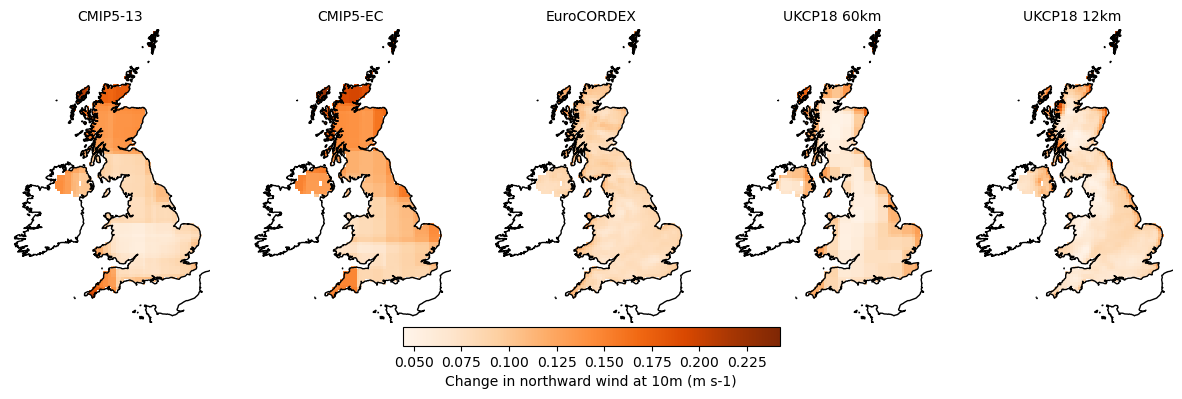 CMIP5-13
CMIP5-EC
EuroCORDEX
UKCP18 60km
UKCP18 12km
0.050 0.075 0.100 0.125 0.150 0.175 0.200 0.225
Change in northward wind at 10m (m s-1)